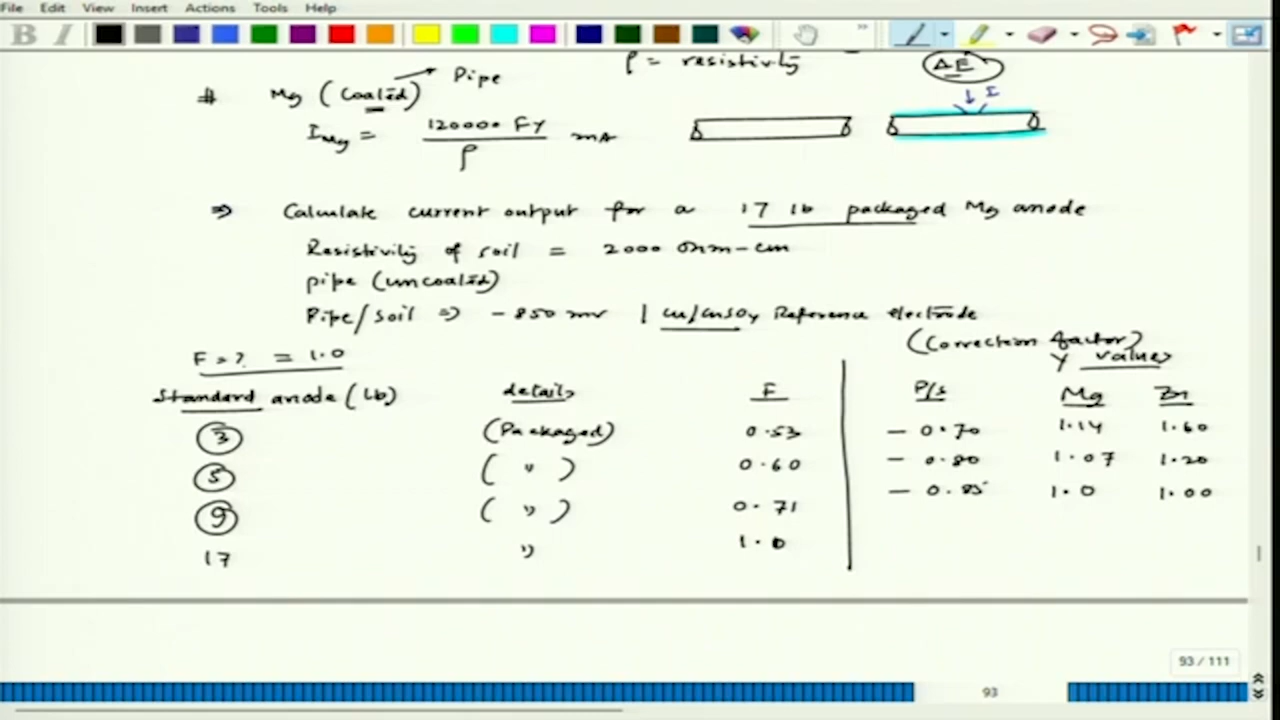 File Edit View Insert Actions Tools Help
ρ = resistivity
ΔE
# Mg (Coated) → Pipe
↓ I
I_Mg = 120000 FY / ρ mA
⇒ Calculate current output for a 17 lb packaged Mg anode
Resistivity of soil = 2000 ohm-cm
pipe (uncoated)
Pipe/soil ⇒ -850 mv | Cu/CuSO4 Reference electrode
(Correction factor)
F = ? = 1.0
Y values
Standard anode (lb) details F P/s Mg Zn
3 (Packaged) 0.53 - 0.70 1.14 1.60
5 ( " ) 0.60 - 0.80 1.07 1.20
9 ( " ) 0.71 - 0.85 1.0 1.00
17 " 1.0
93 / 111
93